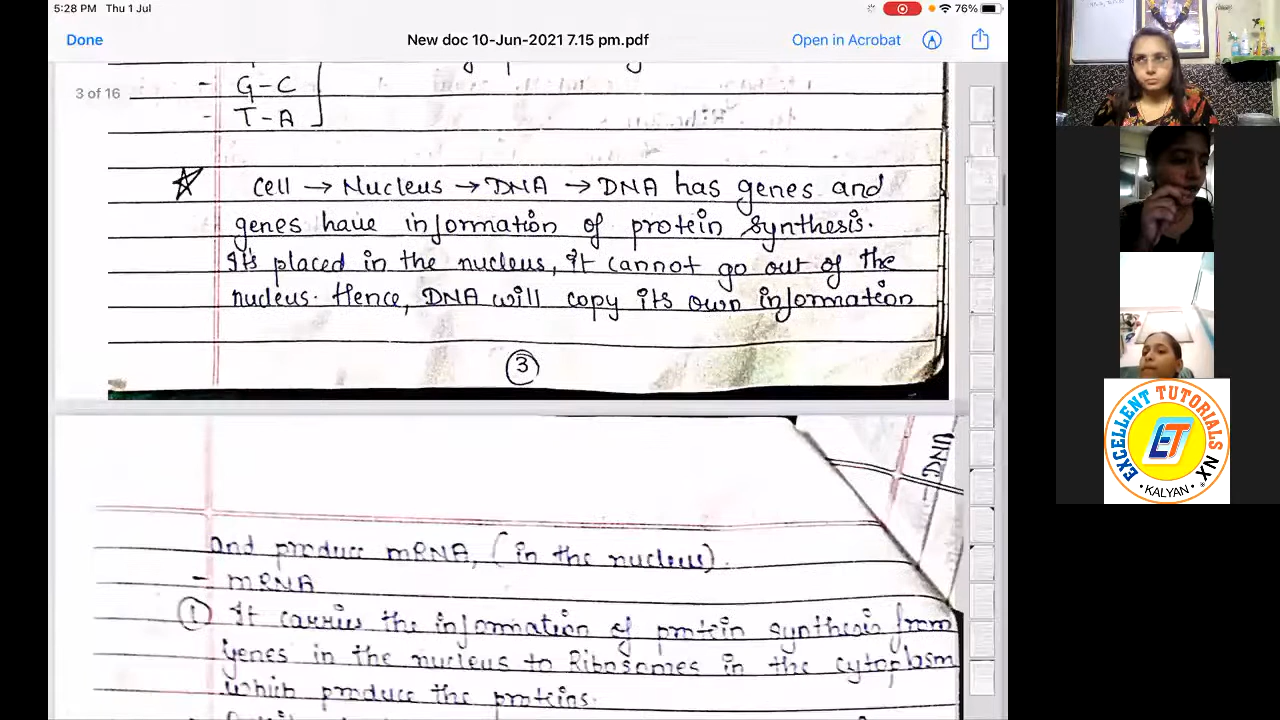 5:28 PM Thu 1 Jul
76%
Done
New doc 10-Jun-2021 7.15 pm.pdf
Open in Acrobat
3 of 16
- G-C
- T-A
Cell → Nucleus → DNA → DNA has genes and
genes have information of protein synthesis.
It's placed in the nucleus, it cannot go out of the
nucleus. Hence, DNA will copy its own information
3
DNA
and produce mRNA, (in the nucleus).
- mRNA
① It carries the information of protein synthesis from
genes in the nucleus to Ribosomes in the cytoplasm
which produce the proteins.
EXCELLENT TUTORIALS NX
ET
• KALYAN •